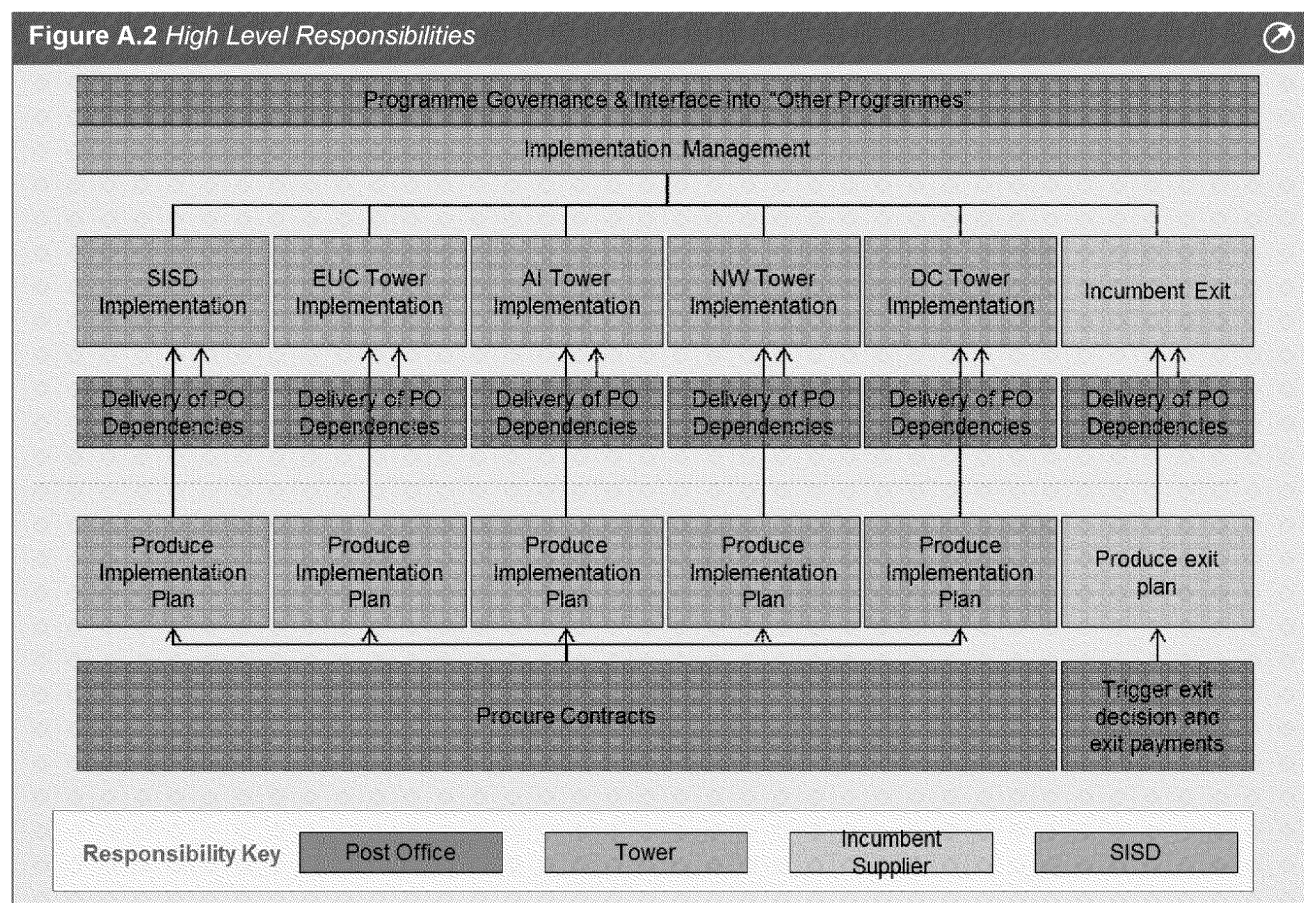 Figure A.2 High Level Responsibilities
Programme Governance & Interface into "Other Programmes"
Implementation Management
SISD
Implementation
EUC Tower
Implementation
AI Tower
Implementation
NW Tower
Implementation
DC Tower
Implementation
Incumbent Exit
Delivery of PO
Dependencies
Delivery of PO
Dependencies
Delivery of PO
Dependencies
Delivery of PO
Dependencies
Delivery of PO
Dependencies
Delivery of PO
Dependencies
Produce
Implementation
Plan
Produce
Implementation
Plan
Produce
Implementation
Plan
Produce
Implementation
Plan
Produce
Implementation
Plan
Produce exit
plan
Procure Contracts
Trigger exit
decision and
exit payments
Responsibility Key
Post Office
Tower
Incumbent
Supplier
SISD